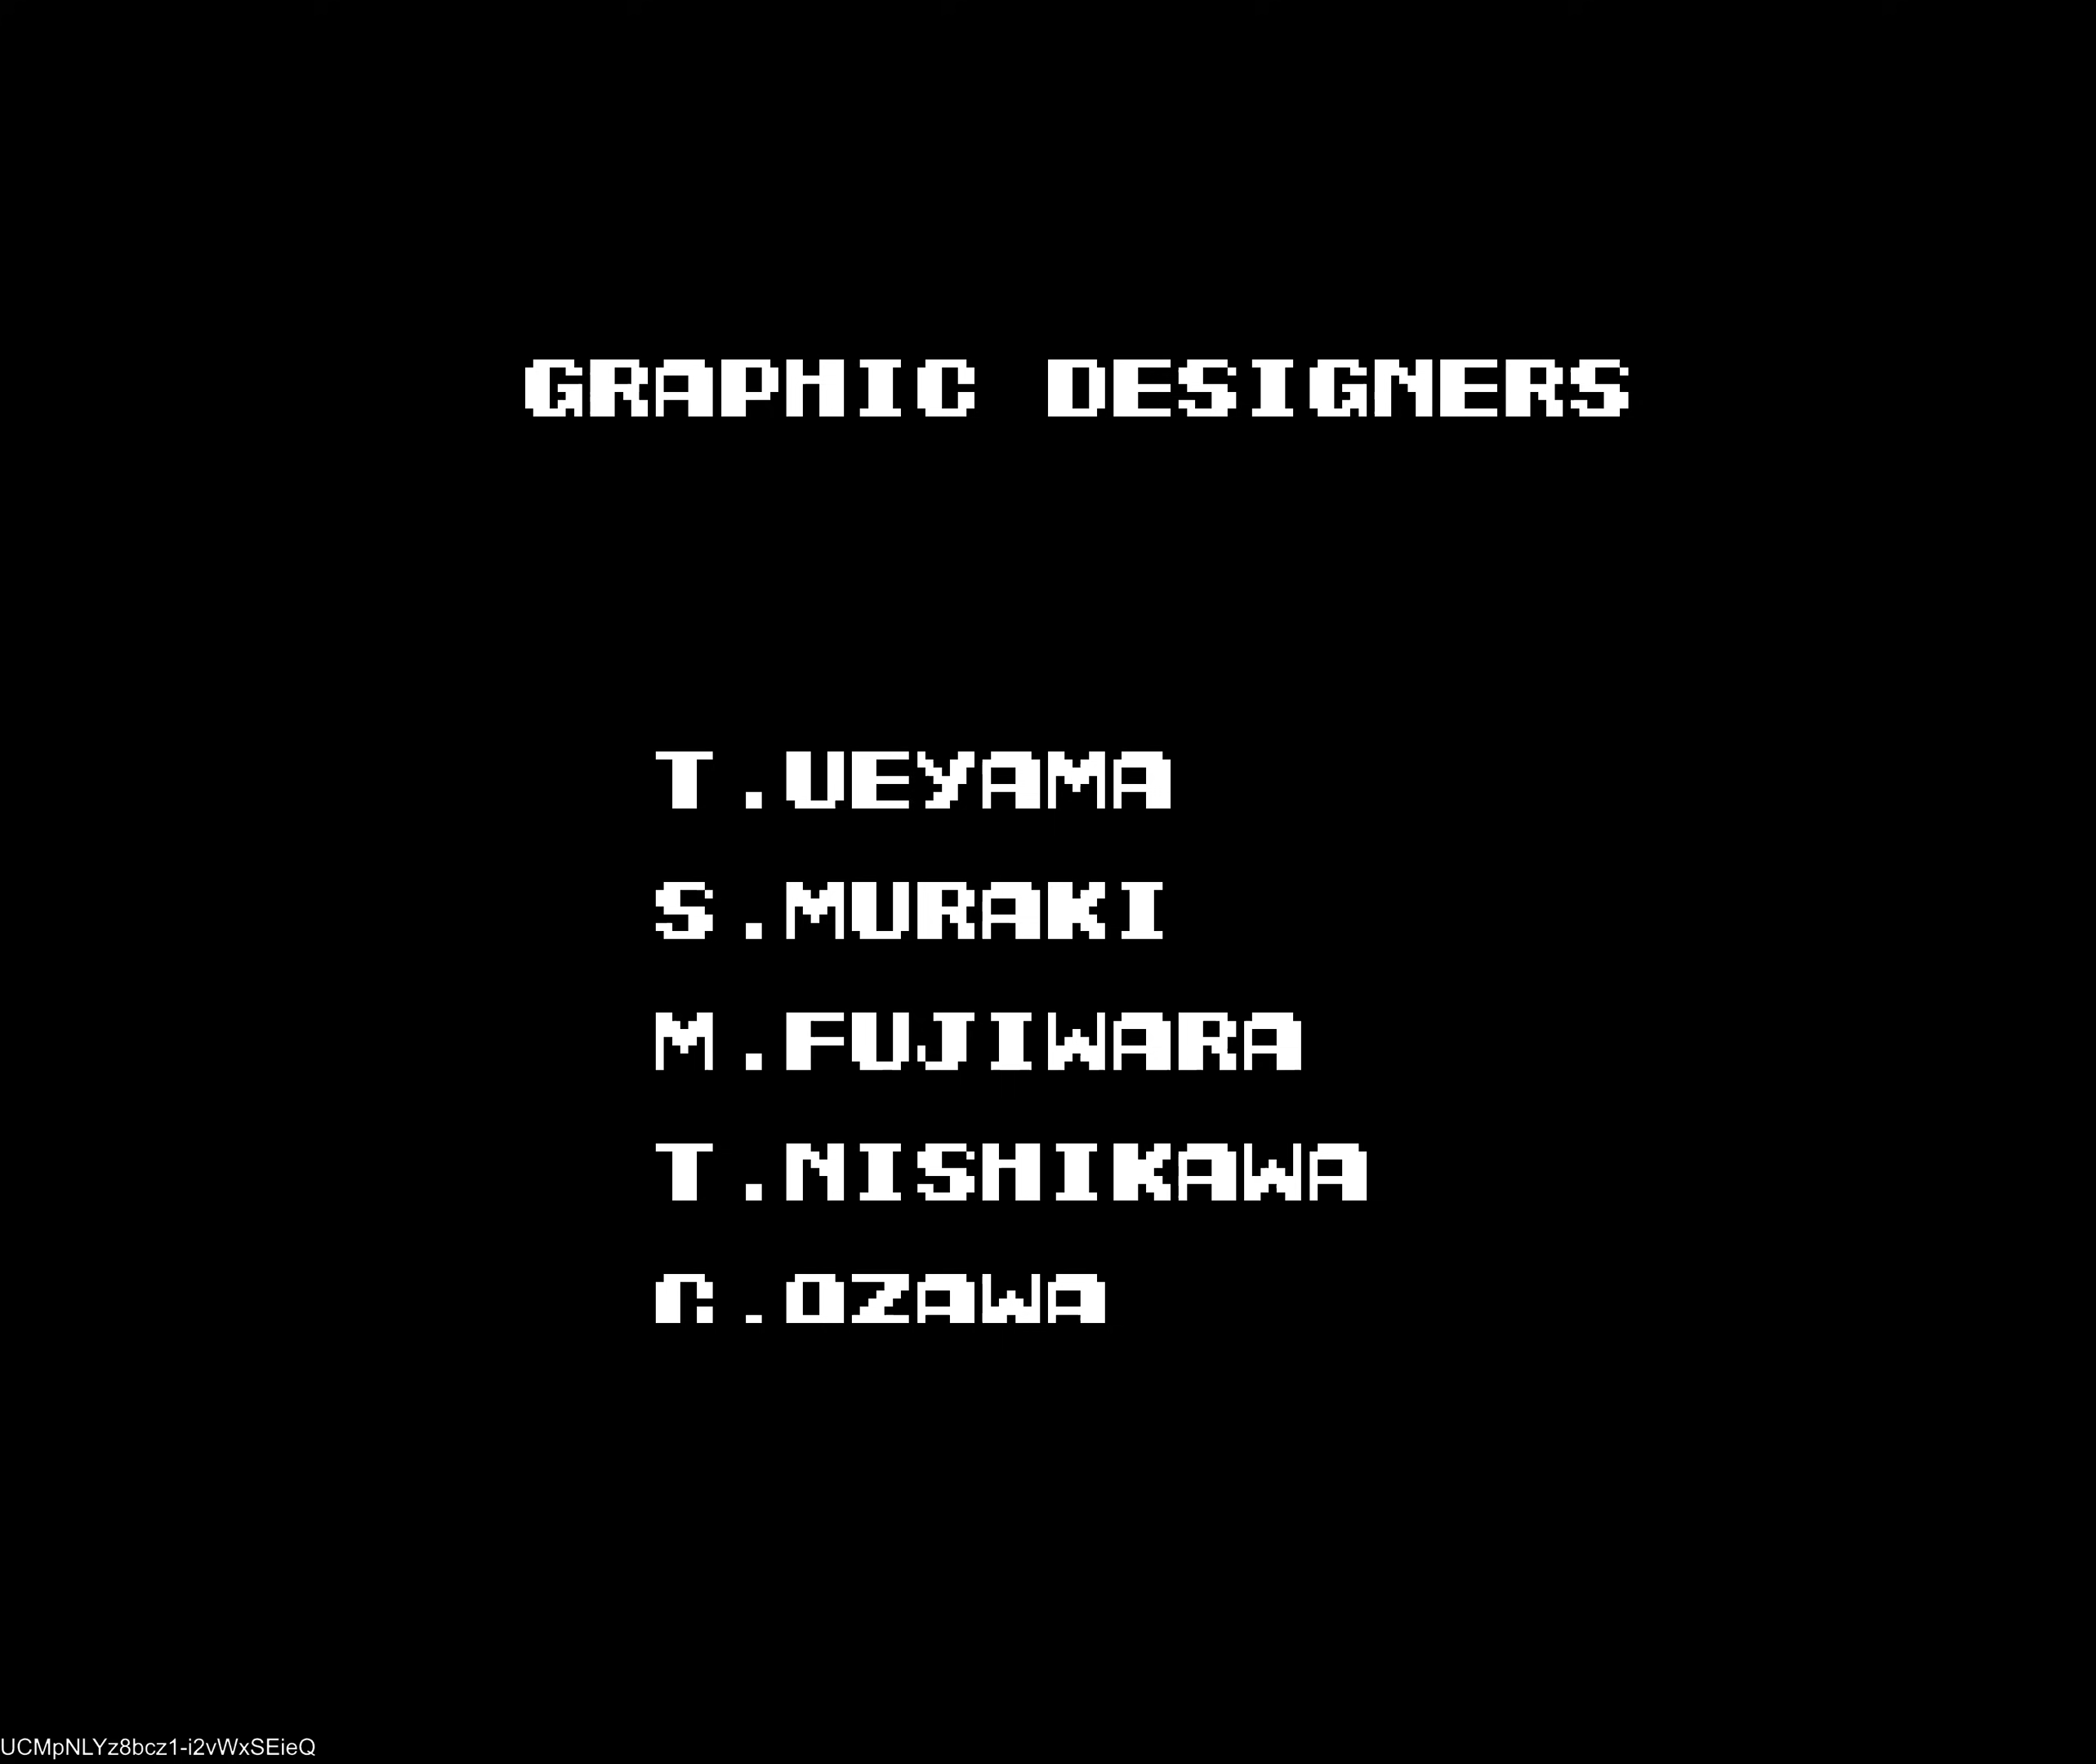 GRAPHIC DESIGNERS
T.UEYAMA
S.MURAKI
M.FUJIWARA
T.NISHIKAWA
C.OZAWA
UCMpNLYz8bcz1-i2vWxSEieQ